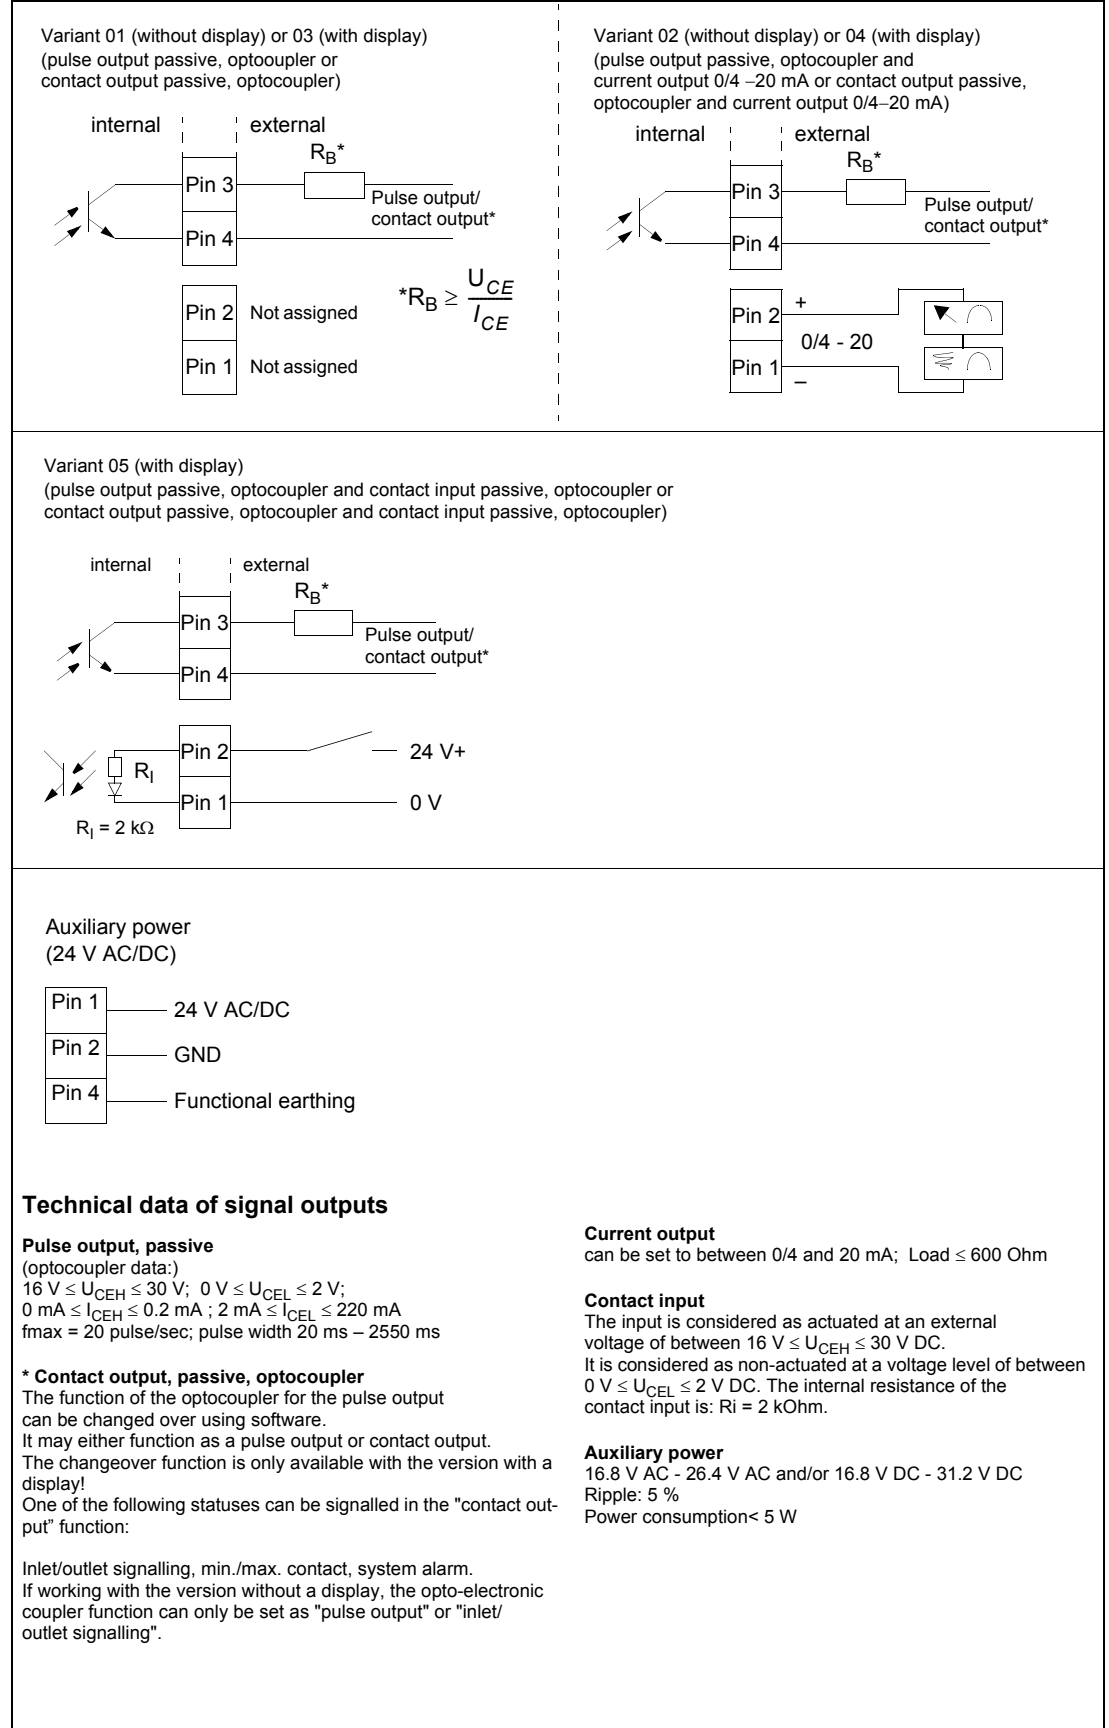 Variant 01 (without display) or 03 (with display)
(pulse output passive, optooupler or
contact output passive, optocoupler)
internal external
R_B*
Pin 3
Pulse output/
contact output*
Pin 4
*R_B ≥ U_CE / I_CE
Pin 2 Not assigned
Pin 1 Not assigned
Variant 02 (without display) or 04 (with display)
(pulse output passive, optocoupler and
current output 0/4 –20 mA or contact output passive,
optocoupler and current output 0/4–20 mA)
internal external
R_B*
Pin 3
Pulse output/
contact output*
Pin 4
Pin 2 +
0/4 - 20
Pin 1 –
Variant 05 (with display)
(pulse output passive, optocoupler and contact input passive, optocoupler or
contact output passive, optocoupler and contact input passive, optocoupler)
internal external
R_B*
Pin 3
Pulse output/
contact output*
Pin 4
Pin 2 24 V+
R_I
Pin 1 0 V
R_I = 2 kΩ
Auxiliary power
(24 V AC/DC)
Pin 1 24 V AC/DC
Pin 2 GND
Pin 4 Functional earthing
Technical data of signal outputs
Pulse output, passive
(optocoupler data:)
16 V ≤ U_CEH ≤ 30 V; 0 V ≤ U_CEL ≤ 2 V;
0 mA ≤ I_CEH ≤ 0.2 mA ; 2 mA ≤ I_CEL ≤ 220 mA
fmax = 20 pulse/sec; pulse width 20 ms – 2550 ms
* Contact output, passive, optocoupler
The function of the optocoupler for the pulse output
can be changed over using software.
It may either function as a pulse output or contact output.
The changeover function is only available with the version with a
display!
One of the following statuses can be signalled in the "contact out-
put” function:
Inlet/outlet signalling, min./max. contact, system alarm.
If working with the version without a display, the opto-electronic
coupler function can only be set as "pulse output" or "inlet/
outlet signalling".
Current output
can be set to between 0/4 and 20 mA; Load ≤ 600 Ohm
Contact input
The input is considered as actuated at an external
voltage of between 16 V ≤ U_CEH ≤ 30 V DC.
It is considered as non-actuated at a voltage level of between
0 V ≤ U_CEL ≤ 2 V DC. The internal resistance of the
contact input is: Ri = 2 kOhm.
Auxiliary power
16.8 V AC - 26.4 V AC and/or 16.8 V DC - 31.2 V DC
Ripple: 5 %
Power consumption< 5 W